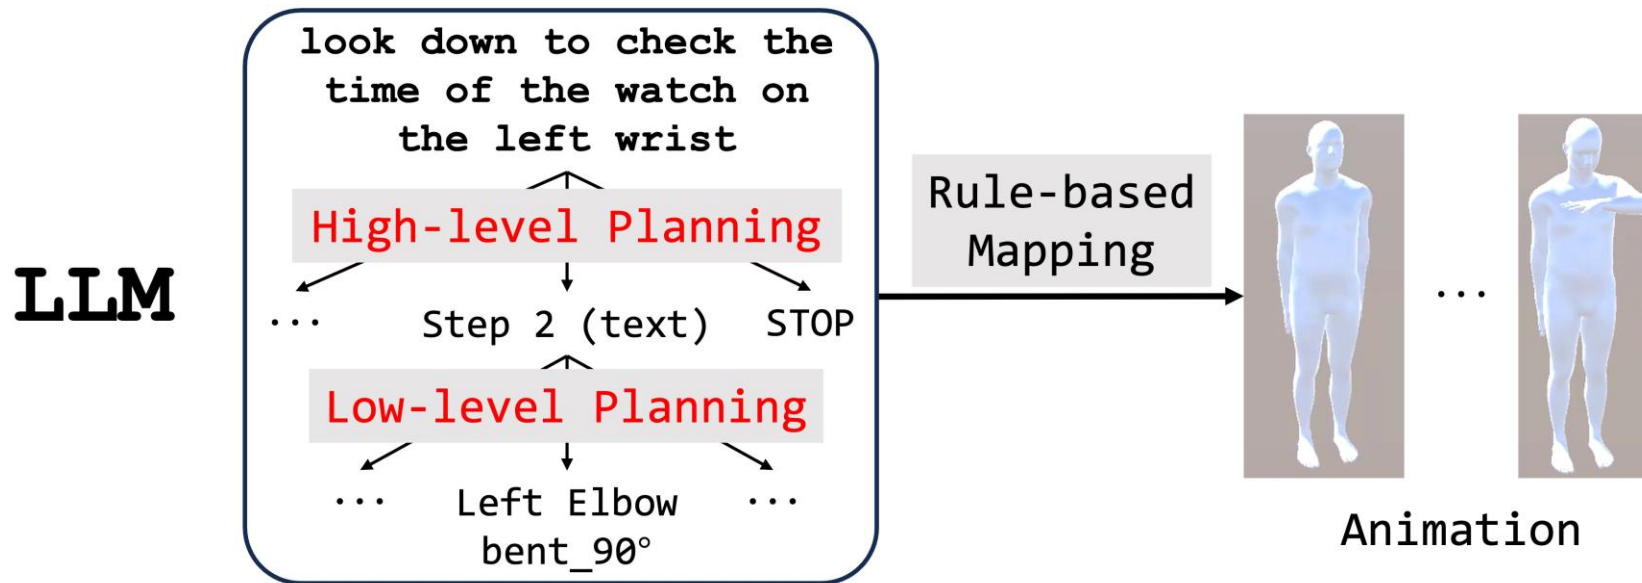 look down to check the
time of the watch on
the left wrist
High-level Planning
LLM
... Step 2 (text) STOP
Low-level Planning
... Left Elbow ...
bent_90°
Rule-based
Mapping
...
Animation